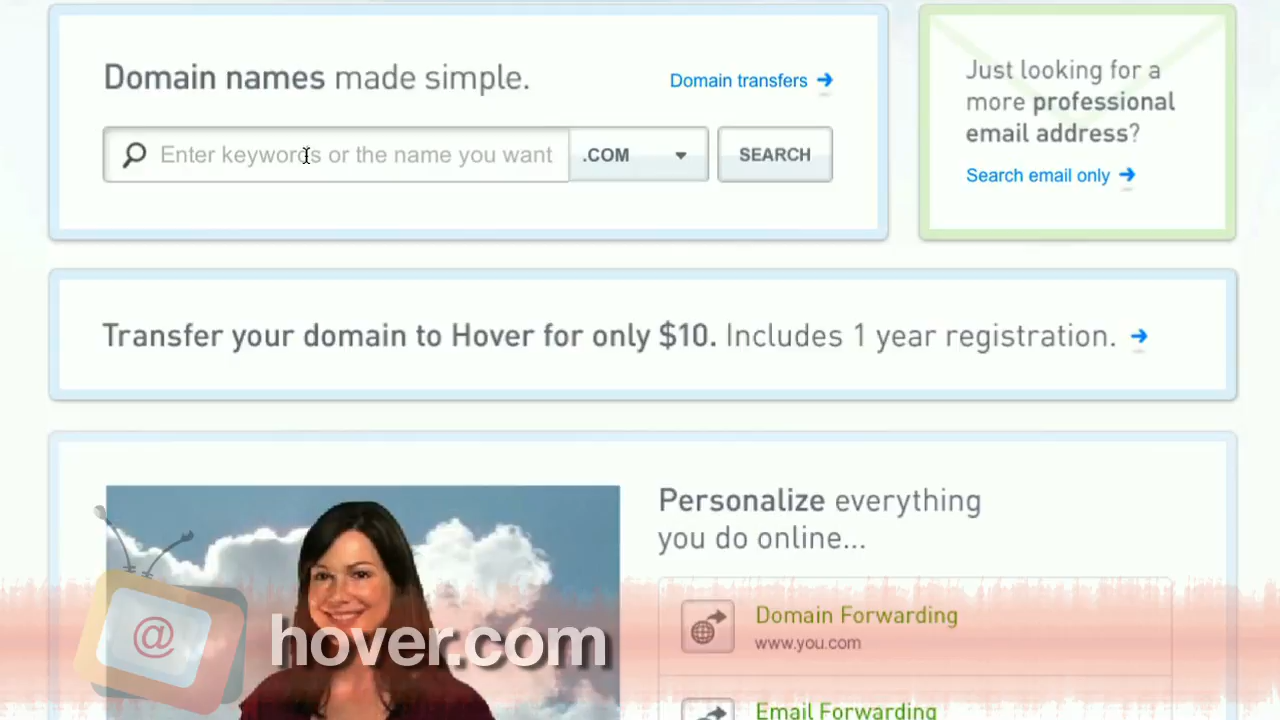 Domain names made simple.
Domain transfers
Enter keywords or the name you want
.COM
SEARCH
Just looking for a
more professional
email address?
Search email only
Transfer your domain to Hover for only $10. Includes 1 year registration.
Personalize everything
you do online...
Domain Forwarding
www.you.com
Email Forwarding
@
hover.com